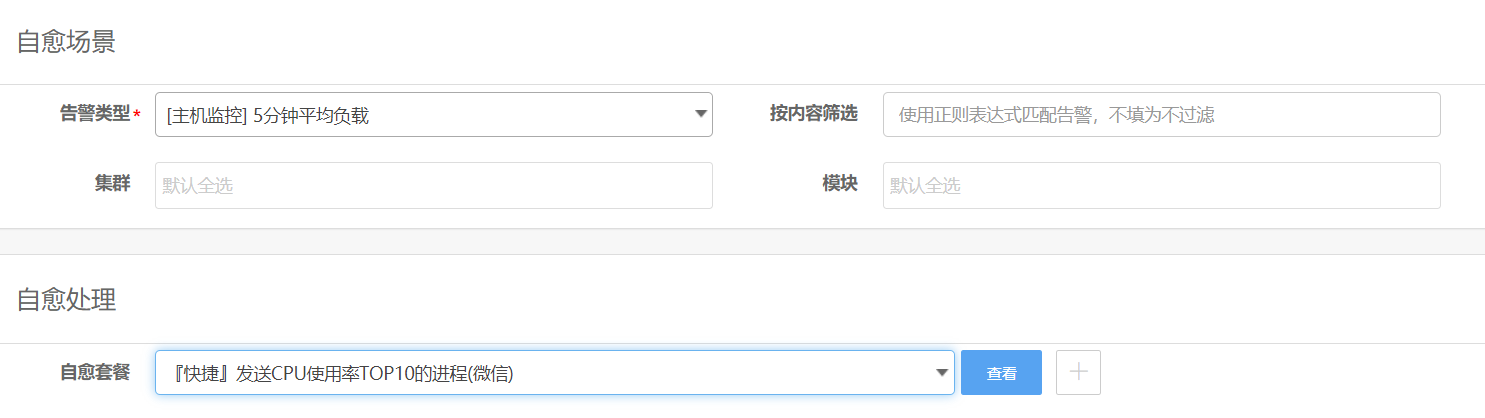 自愈场景
告警类型* [主机监控] 5分钟平均负载 按内容筛选 使用正则表达式匹配告警，不填为不过滤
集群 默认全选 模块 默认全选
自愈处理
自愈套餐 『快捷』发送CPU使用率TOP10的进程(微信) 查看